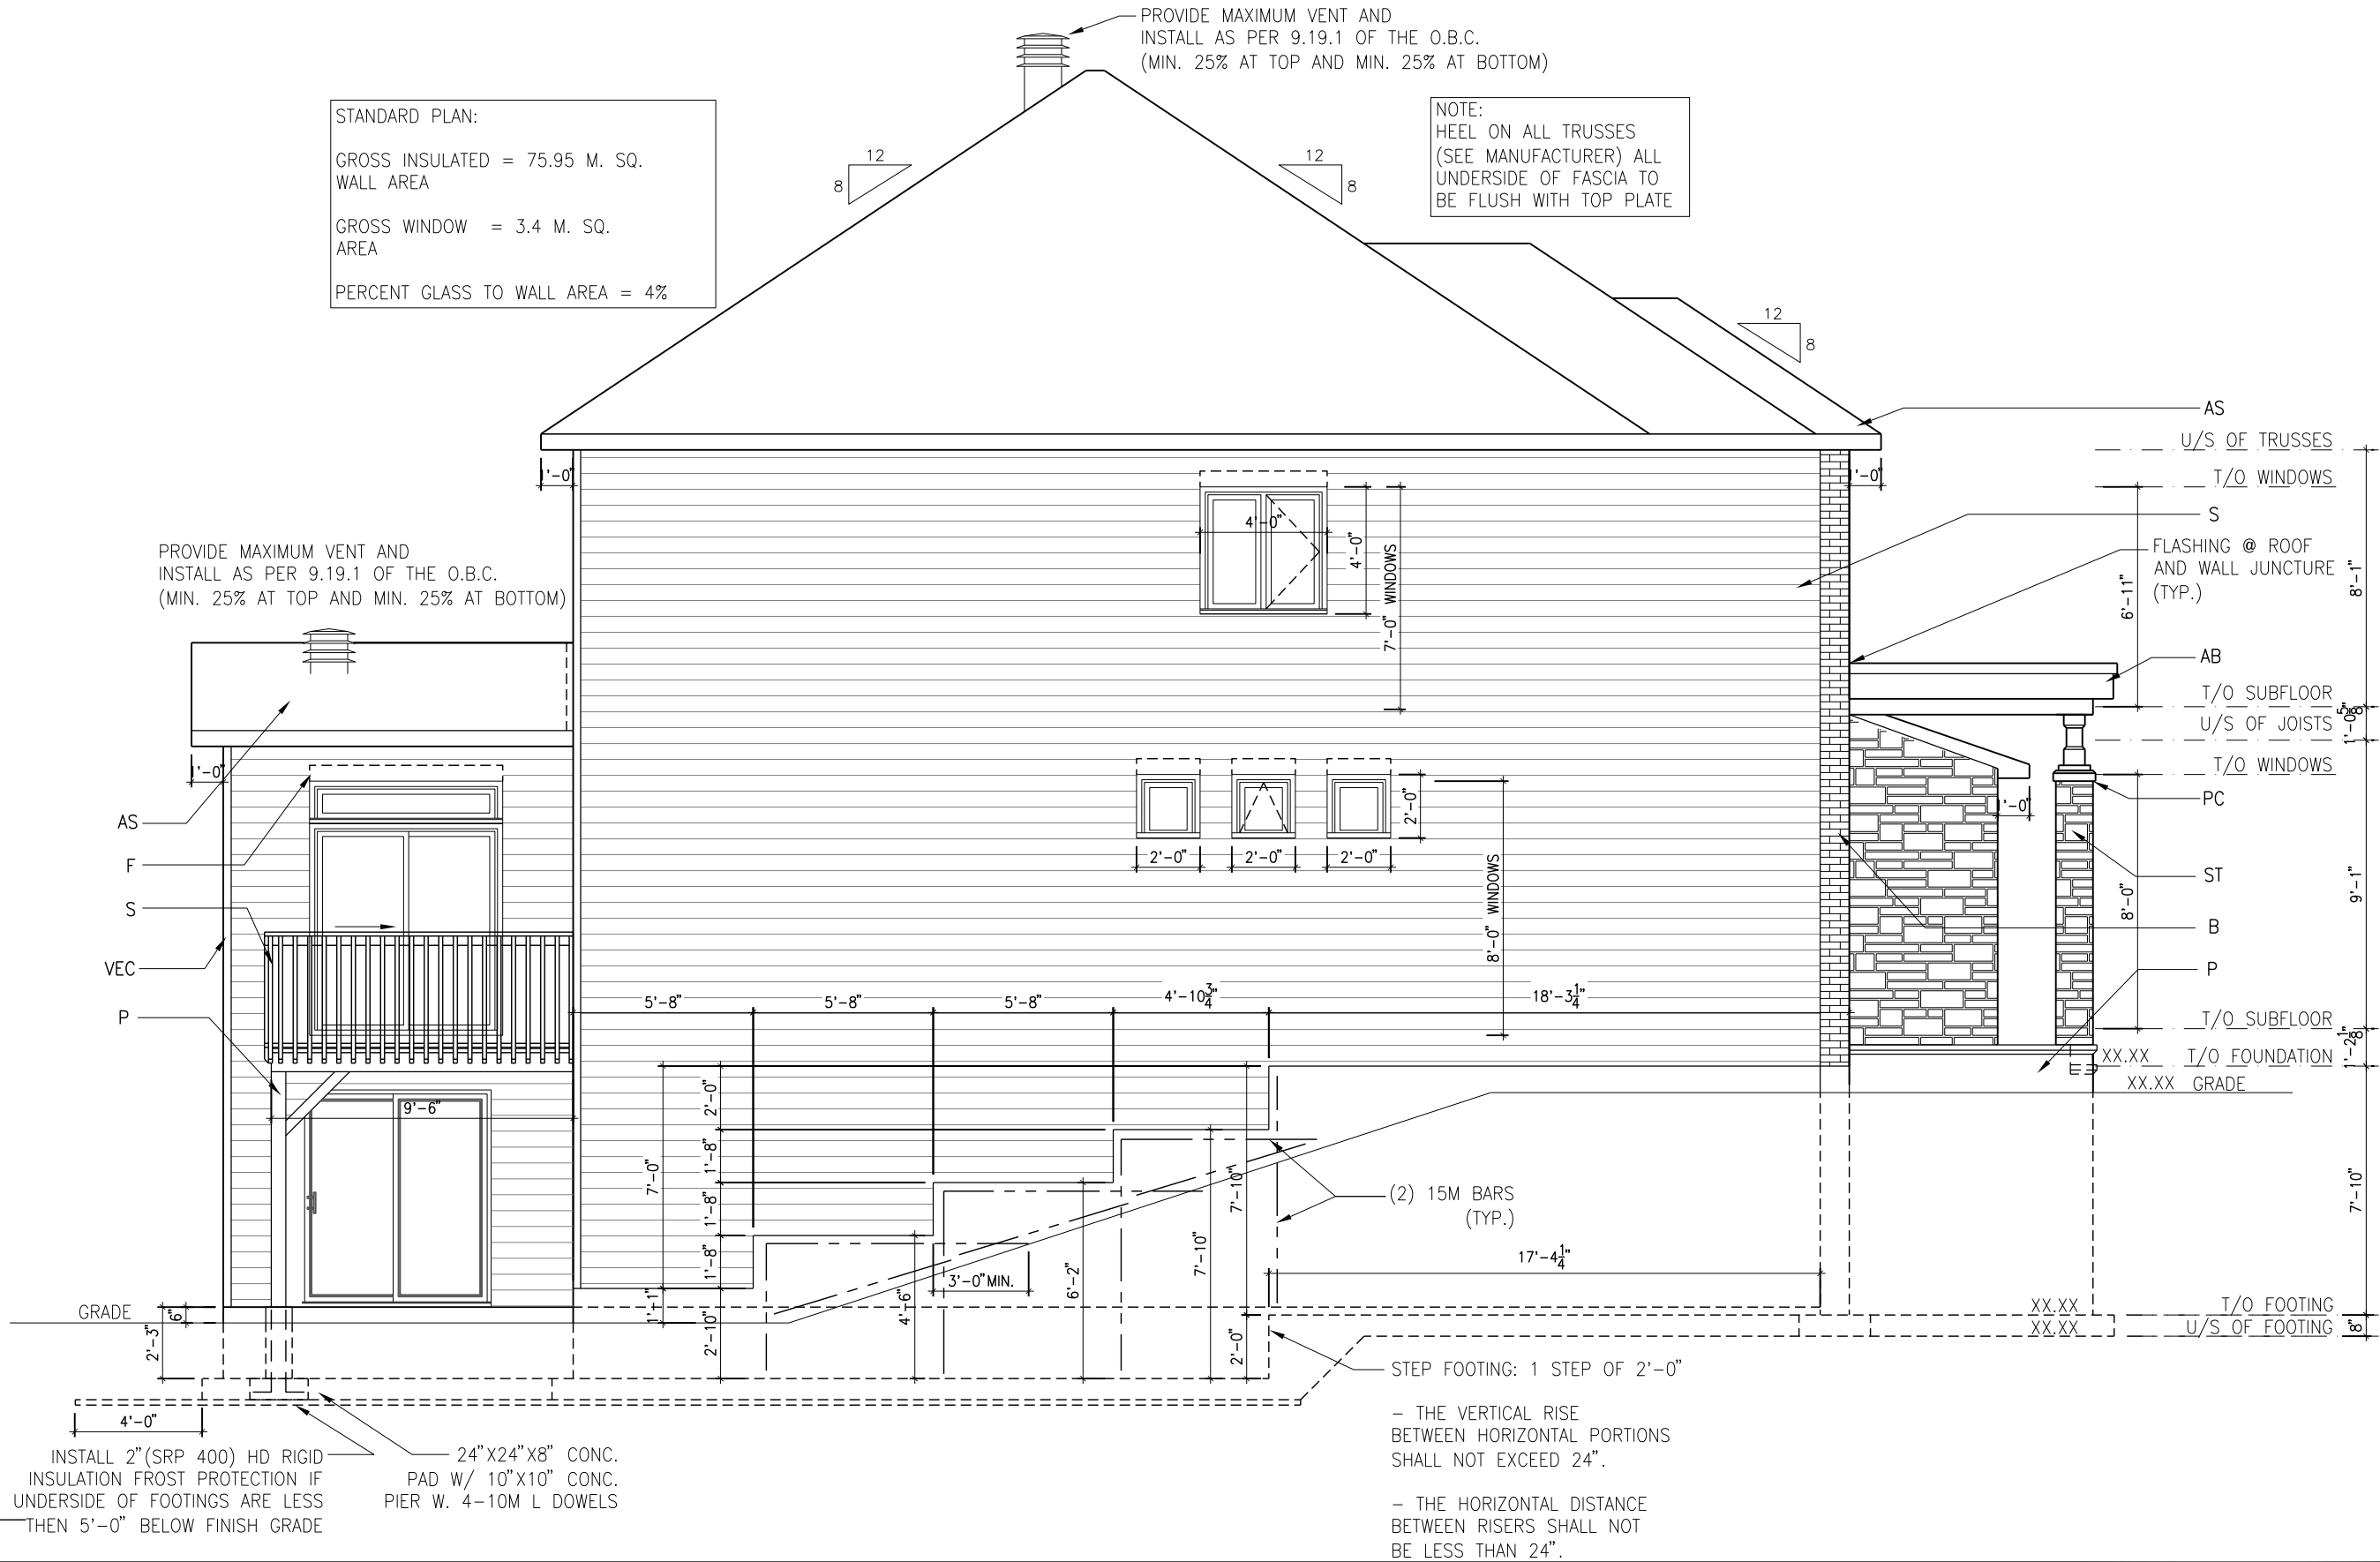 PROVIDE MAXIMUM VENT AND
INSTALL AS PER 9.19.1 OF THE O.B.C.
(MIN. 25% AT TOP AND MIN. 25% AT BOTTOM)
STANDARD PLAN:
GROSS INSULATED = 75.95 M. SQ.
WALL AREA
GROSS WINDOW = 3.4 M. SQ.
AREA
PERCENT GLASS TO WALL AREA = 4%
NOTE:
HEEL ON ALL TRUSSES
(SEE MANUFACTURER) ALL
UNDERSIDE OF FASCIA TO
BE FLUSH WITH TOP PLATE
12
8
12
8
12
8
AS
U/S OF TRUSSES
1'-0"
1'-0"
T/O WINDOWS
S
4'-0"
4'-0"
7'-0" WINDOWS
FLASHING @ ROOF
AND WALL JUNCTURE
(TYP.)
6'-11"
8'-1"
PROVIDE MAXIMUM VENT AND
INSTALL AS PER 9.19.1 OF THE O.B.C.
(MIN. 25% AT TOP AND MIN. 25% AT BOTTOM)
AB
T/O SUBFLOOR
U/S OF JOISTS
1'-0 5/8"
T/O WINDOWS
1'-0"
PC
1'-0"
2'-0"
2'-0"
2'-0"
2'-0"
8'-0" WINDOWS
AS
F
S
VEC
P
ST
8'-0"
9'-1"
B
P
5'-8"
5'-8"
5'-8"
4'-10 3/4"
18'-3 1/4"
T/O SUBFLOOR
1'-2 1/8"
XX.XX T/O FOUNDATION
XX.XX GRADE
9'-6"
7'-0"
2'-0"
1'-8"
1'-8"
1'-8"
1'-1"
2'-10"
4'-6"
3'-0" MIN.
6'-2"
7'-10"
7'-10"
2'-0"
(2) 15M BARS
(TYP.)
17'-4 1/4"
7'-10"
GRADE
6"
2'-3"
XX.XX T/O FOOTING
XX.XX U/S OF FOOTING
8"
4'-0"
STEP FOOTING: 1 STEP OF 2'-0"
- THE VERTICAL RISE
BETWEEN HORIZONTAL PORTIONS
SHALL NOT EXCEED 24".
- THE HORIZONTAL DISTANCE
BETWEEN RISERS SHALL NOT
BE LESS THAN 24".
INSTALL 2"(SRP 400) HD RIGID
INSULATION FROST PROTECTION IF
UNDERSIDE OF FOOTINGS ARE LESS
THEN 5'-0" BELOW FINISH GRADE
24"X24"X8" CONC.
PAD W/ 10"X10" CONC.
PIER W. 4-10M L DOWELS